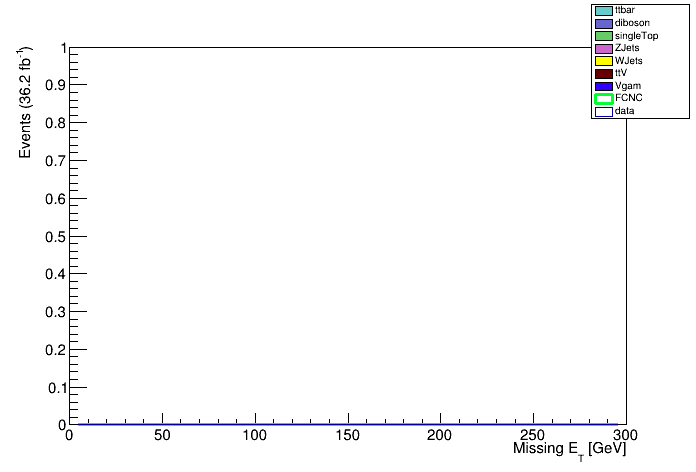 ttbar
diboson
singleTop
ZJets
WJets
ttV
Vgam
FCNC
data
Events (36.2 fb⁻¹)
1
0.9
0.8
0.7
0.6
0.5
0.4
0.3
0.2
0.1
0
0 50 100 150 200 250 300
Missing E_T [GeV]